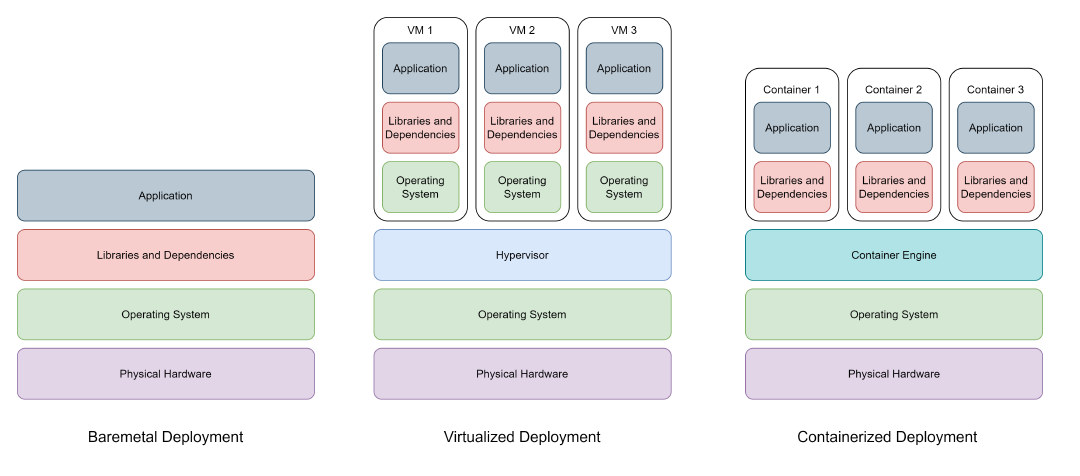 Application
Libraries and Dependencies
Operating System
Physical Hardware
Baremetal Deployment
VM 1
Application
Libraries and
Dependencies
Operating
System
VM 2
Application
Libraries and
Dependencies
Operating
System
VM 3
Application
Libraries and
Dependencies
Operating
System
Hypervisor
Operating System
Physical Hardware
Virtualized Deployment
Container 1
Application
Libraries and
Dependencies
Container 2
Application
Libraries and
Dependencies
Container 3
Application
Libraries and
Dependencies
Container Engine
Operating System
Physical Hardware
Containerized Deployment